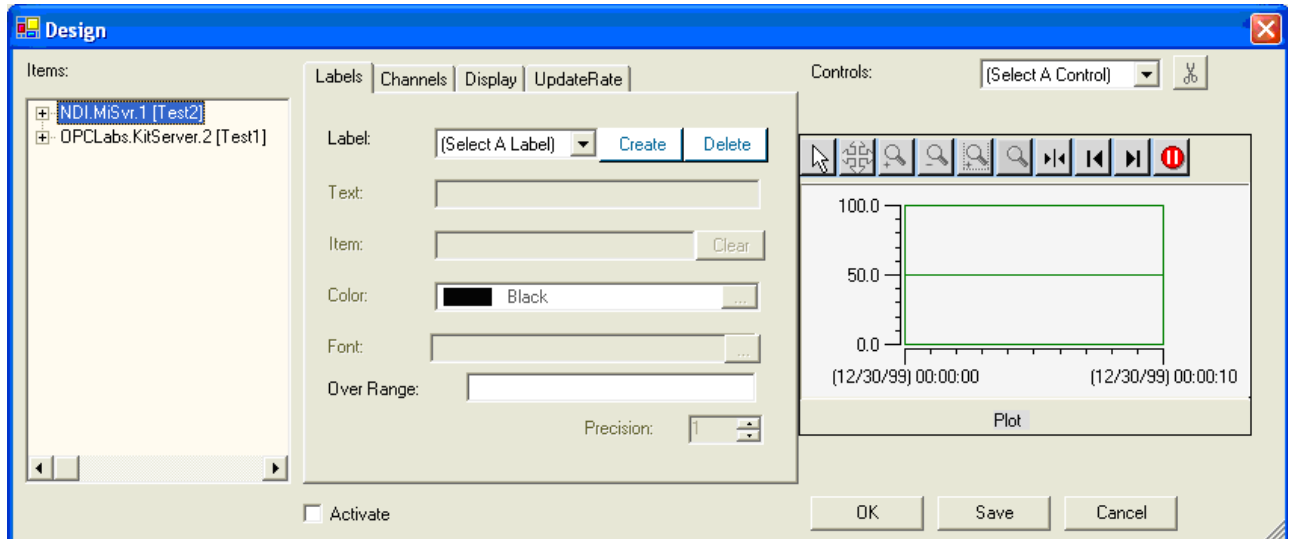 Design
Items:
NDI.MiSvr.1 [Test2]
OPCLabs.KitServer.2 [Test1]
Labels Channels Display UpdateRate
Label: (Select A Label) Create Delete
Text:
Item: Clear
Color: Black ...
Font: ...
Over Range:
Precision: 1
Activate
Controls: (Select A Control)
100.0
50.0
0.0
(12/30/99) 00:00:00 (12/30/99) 00:00:10
Plot
OK Save Cancel